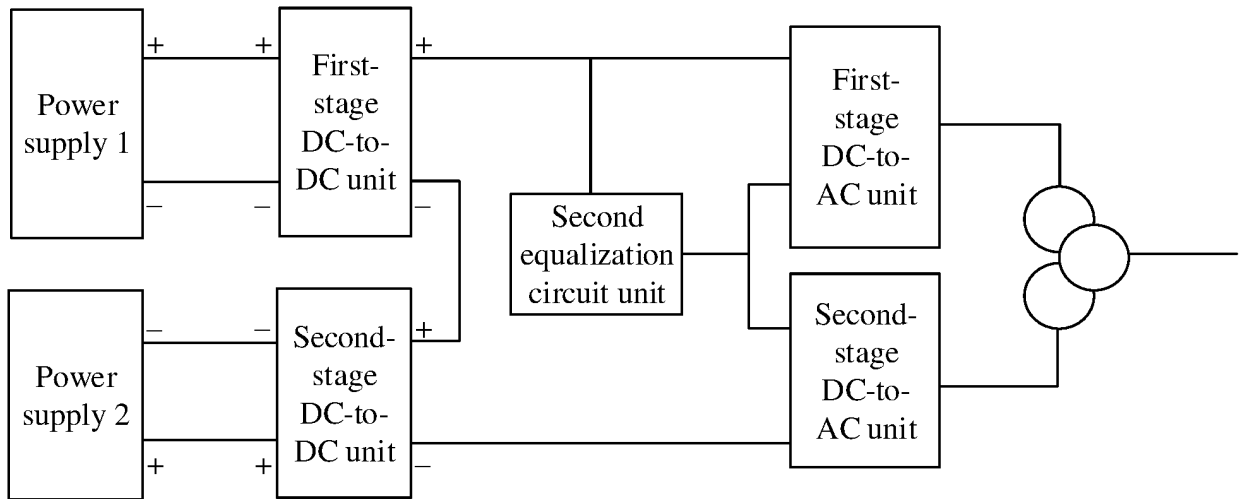 Power
supply 1
+
−
+
−
First-
stage
DC-to-
DC unit
+
−
Second
equalization
circuit unit
First-
stage
DC-to-
AC unit
Power
supply 2
−
+
−
+
Second-
stage
DC-to-
DC unit
+
−
Second-
stage
DC-to-
AC unit